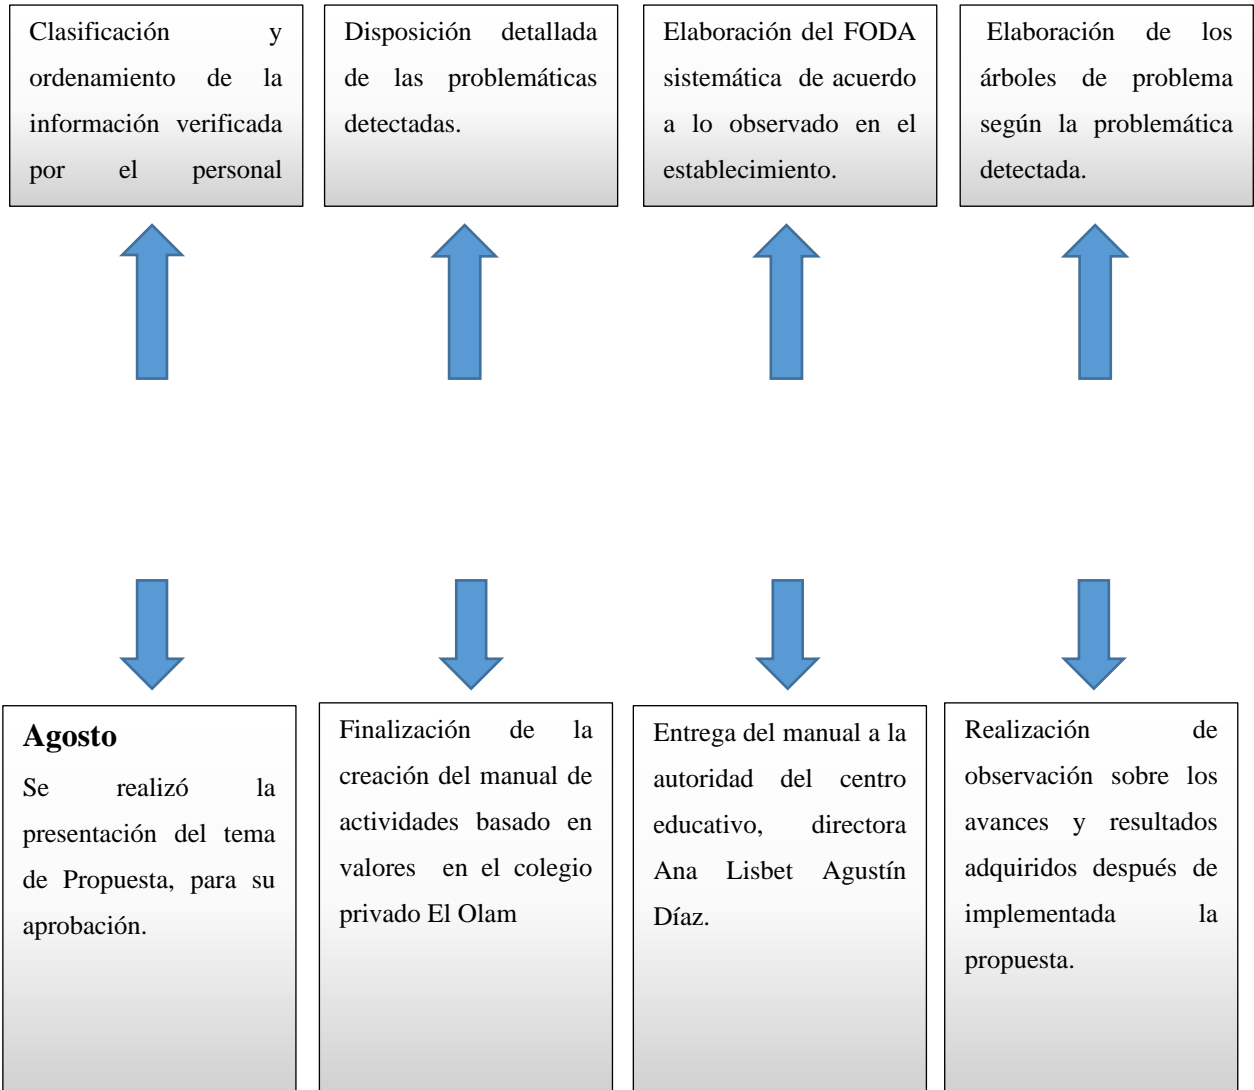 Clasificación y
ordenamiento de la
información verificada
por el personal
Disposición detallada
de las problemáticas
detectadas.
Elaboración del FODA
sistemática de acuerdo
a lo observado en el
establecimiento.
Elaboración de los
árboles de problema
según la problemática
detectada.
Agosto
Se realizó la
presentación del tema
de Propuesta, para su
aprobación.
Finalización de la
creación del manual de
actividades basado en
valores en el colegio
privado El Olam
Entrega del manual a la
autoridad del centro
educativo, directora
Ana Lisbet Agustín
Díaz.
Realización de
observación sobre los
avances y resultados
adquiridos después de
implementada la
propuesta.